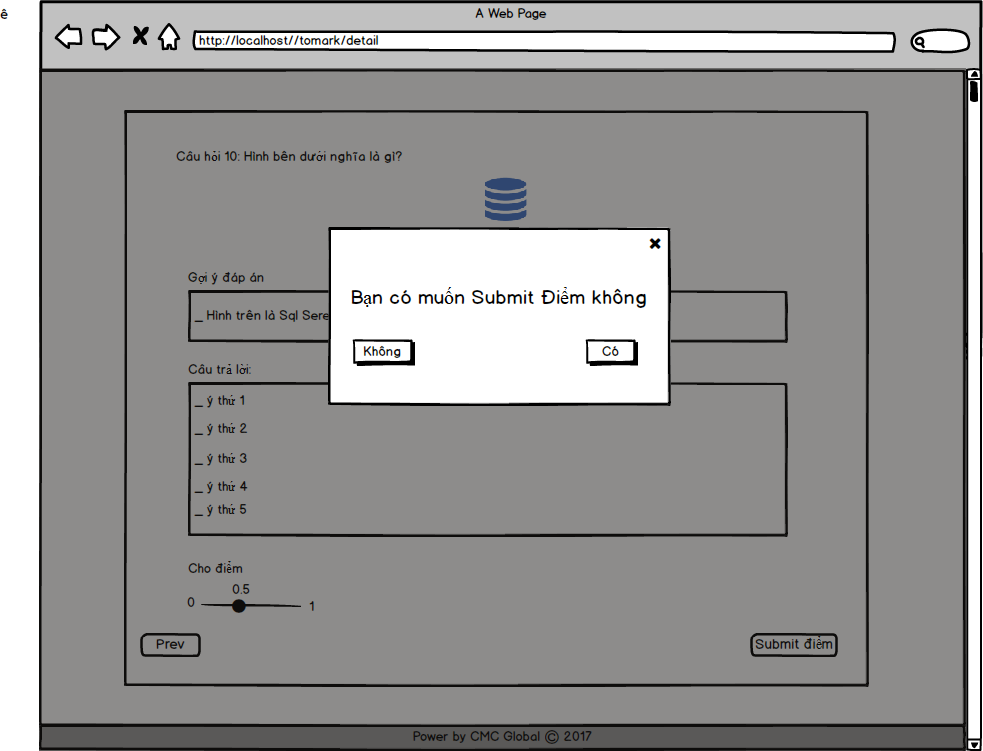 ê
A Web Page
http://localhost//tomark/detail
Câu hỏi 10: Hình bên dưới nghĩa là gì?
Gợi ý đáp án
_ Hình trên là Sql Sere
Bạn có muốn Submit Điểm không
Không
Có
Câu trả lời:
_ ý thứ 1
_ ý thứ 2
_ ý thứ 3
_ ý thứ 4
_ ý thứ 5
Cho điểm
0.5
0
1
Prev
Submit điểm
Power by CMC Global © 2017